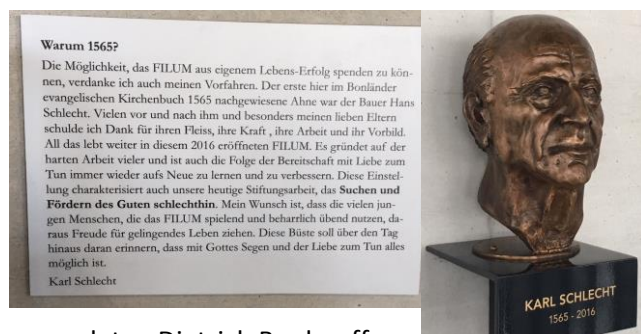 Warum 1565?
Die Möglichkeit, das FILUM aus eigenem Lebens-Erfolg spenden zu kön-
nen, verdanke ich auch meinen Vorfahren. Der erste hier im Bonländer
evangelischen Kirchenbuch 1565 nachgewiesene Ahne war der Bauer Hans
Schlecht. Vielen vor und nach ihm und besonders meinen lieben Eltern
schulde ich Dank für ihren Fleiss, ihre Kraft , ihre Arbeit und ihr Vorbild.
All das lebt weiter in diesem 2016 eröffneten FILUM. Es gründet auf der
harten Arbeit vieler und ist auch die Folge der Bereitschaft mit Liebe zum
Tun immer wieder aufs Neue zu lernen und zu verbessern. Diese Einstel-
lung charakterisiert auch unsere heutige Stiftungsarbeit, das Suchen und
Fördern des Guten schlechthin. Mein Wunsch ist, dass die vielen jun-
gen Menschen, die das FILUM spielend und beharrlich übend nutzen, da-
raus Freude für gelingendes Leben ziehen. Diese Büste soll über den Tag
hinaus daran erinnern, dass mit Gottes Segen und der Liebe zum Tun alles
möglich ist.
Karl Schlecht
KARL SCHLECHT
1565 - 2016